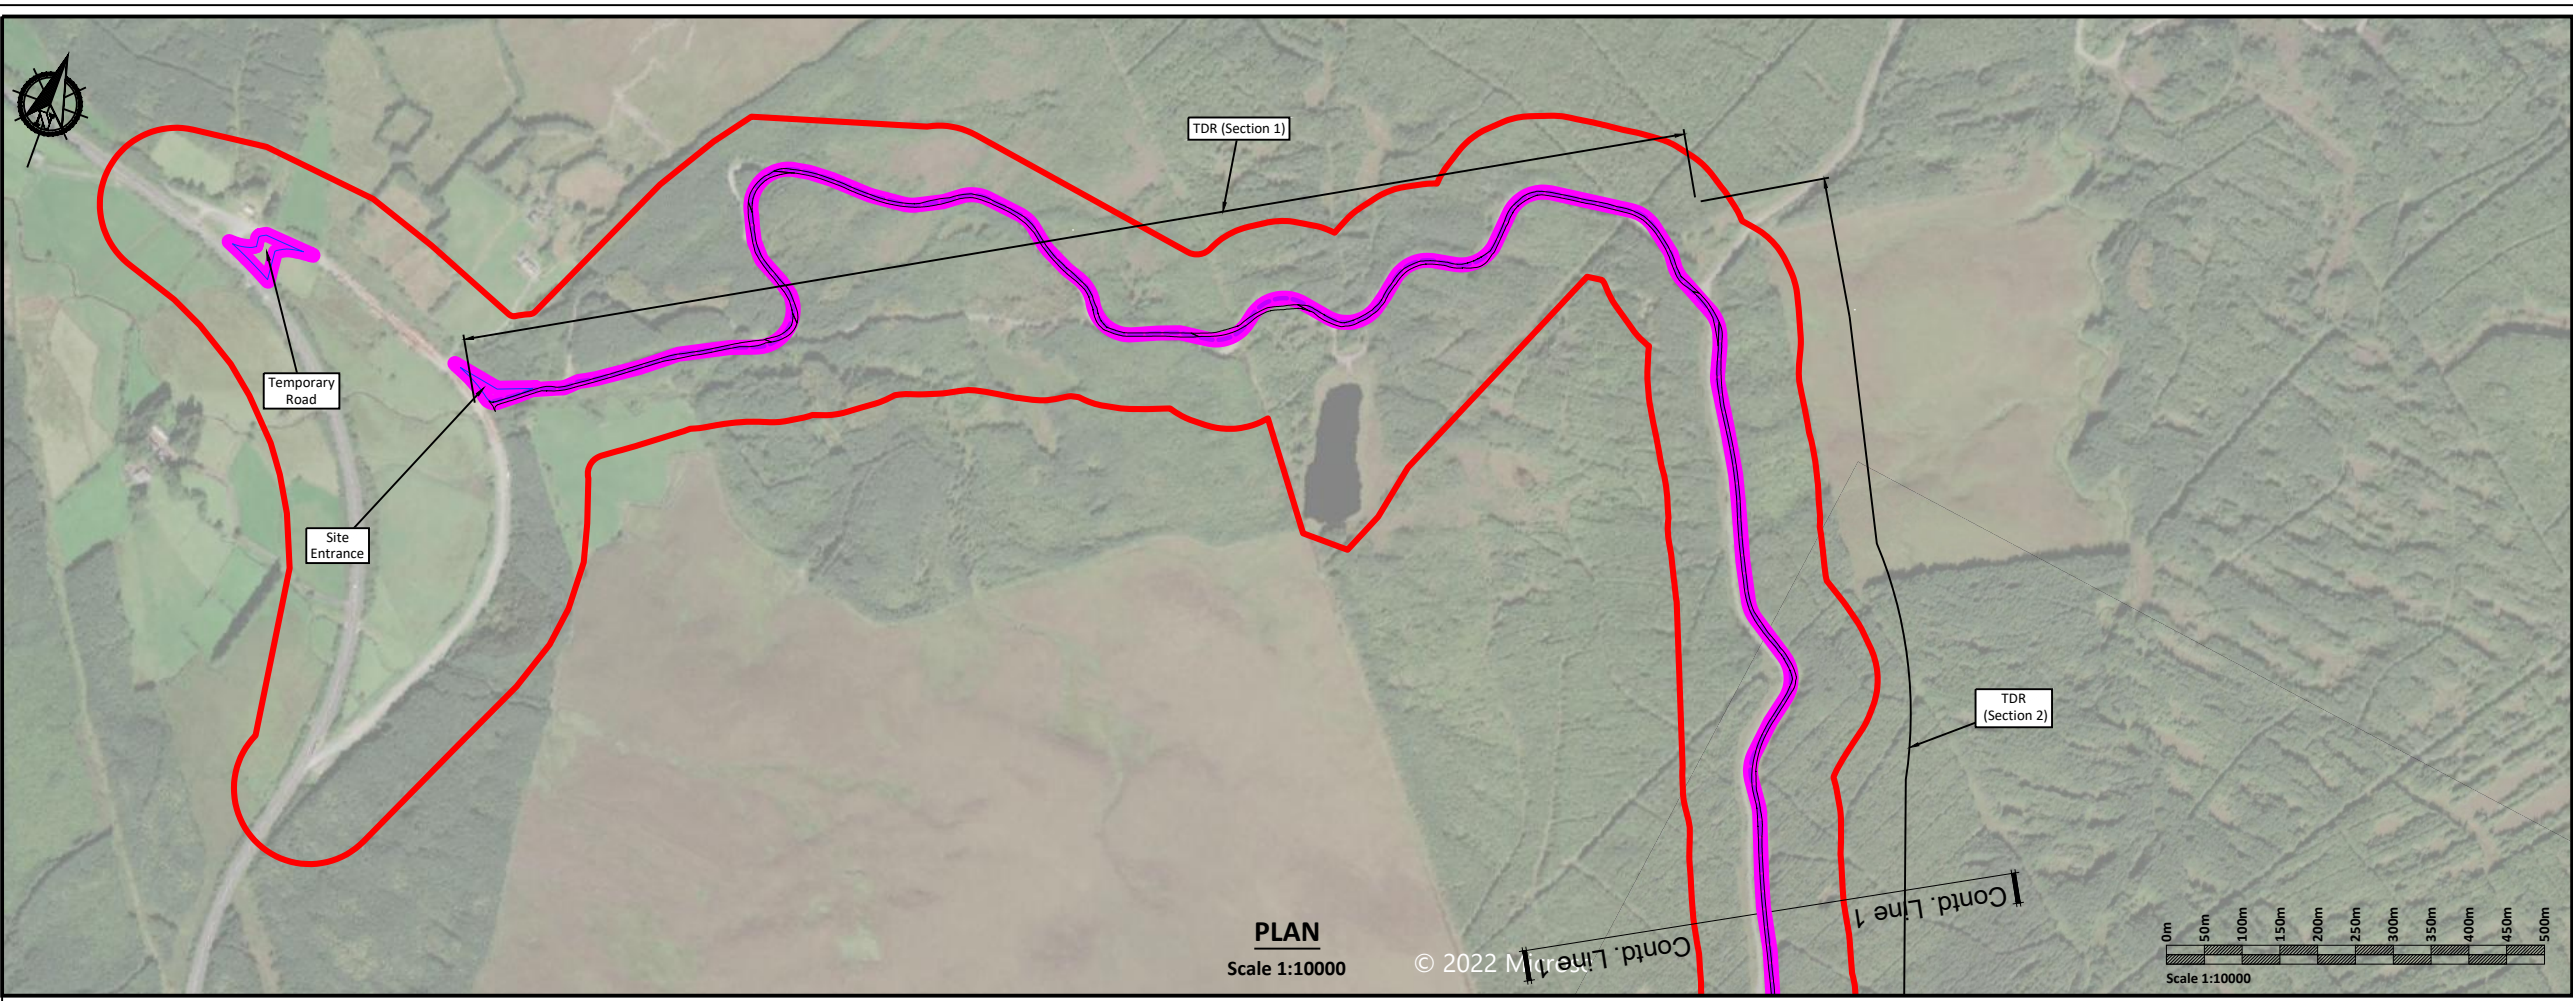 TDR (Section 1)
Temporary
Road
Site
Entrance
TDR
(Section 2)
Contd. Line 1
Contd. Line 1
PLAN
Scale 1:10000
© 2022
0m
50m
100m
150m
200m
250m
300m
350m
400m
450m
500m
Scale 1:10000